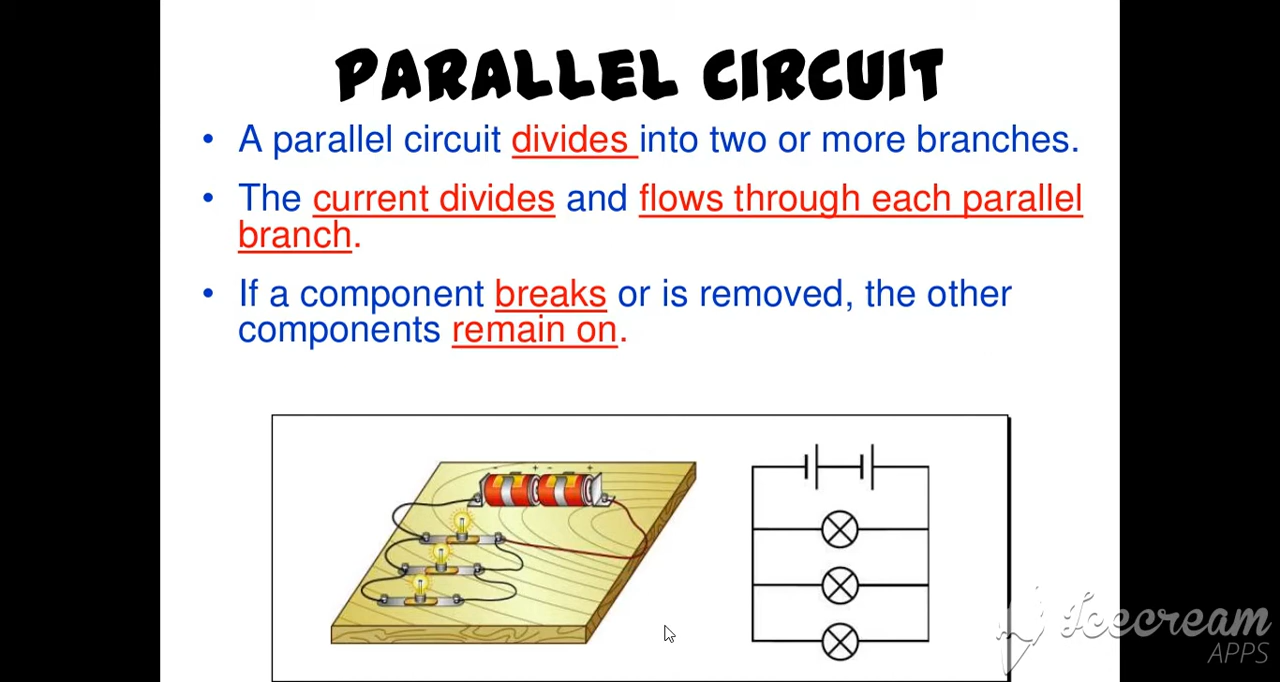 PARALLEL CIRCUIT
• A parallel circuit divides into two or more branches.
• The current divides and flows through each parallel
branch.
• If a component breaks or is removed, the other
components remain on.
- + - +
Icecream
APPS